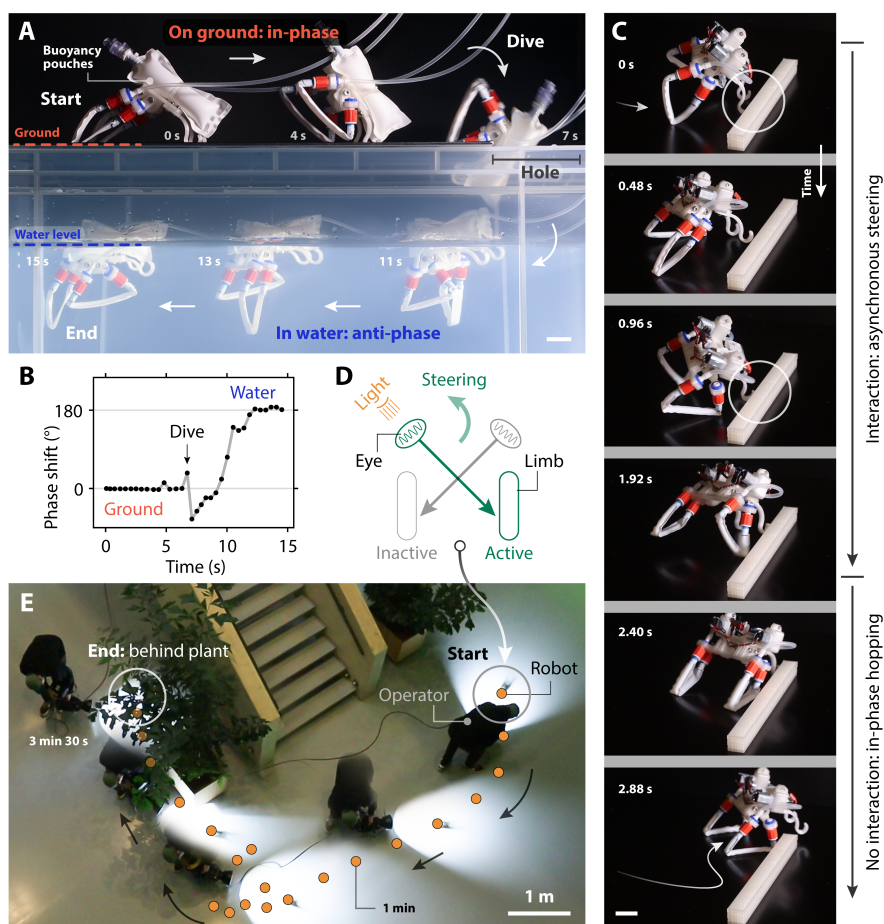 A
On ground: in-phase
Buoyancy
pouches
Dive
Start
0 s
4 s
7 s
Ground
Hole
Water level
15 s
13 s
11 s
End
In water: anti-phase
B
Water
180
Dive
Phase shift (°)
0
Ground
0
5
10
15
Time (s)
D
Light
Steering
Eye
Limb
Inactive
Active
E
End: behind plant
Start
Robot
Operator
3 min 30 s
1 min
1 m
C
0 s
Time
0.48 s
0.96 s
1.92 s
2.40 s
2.88 s
Interaction: asynchronous steering
No interaction: in-phase hopping